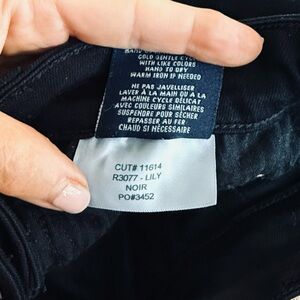 COLD GENTLE CYCLE
WITH LIKE COLORS
HANG TO DRY
WARM IRON IF NEEDED
NE PAS JAVELLISER
LAVER À LA MAIN OU A LA
MACHINE CYCLE DÉLICAT
AVEC COULEURS SIMILAIRES
SUSPENDRE POUR SÉCHER
REPASSER AU FER
CHAUD SI NÉCESSAIRE
CUT# 11614
R3077 - LILY
NOIR
PO#3452